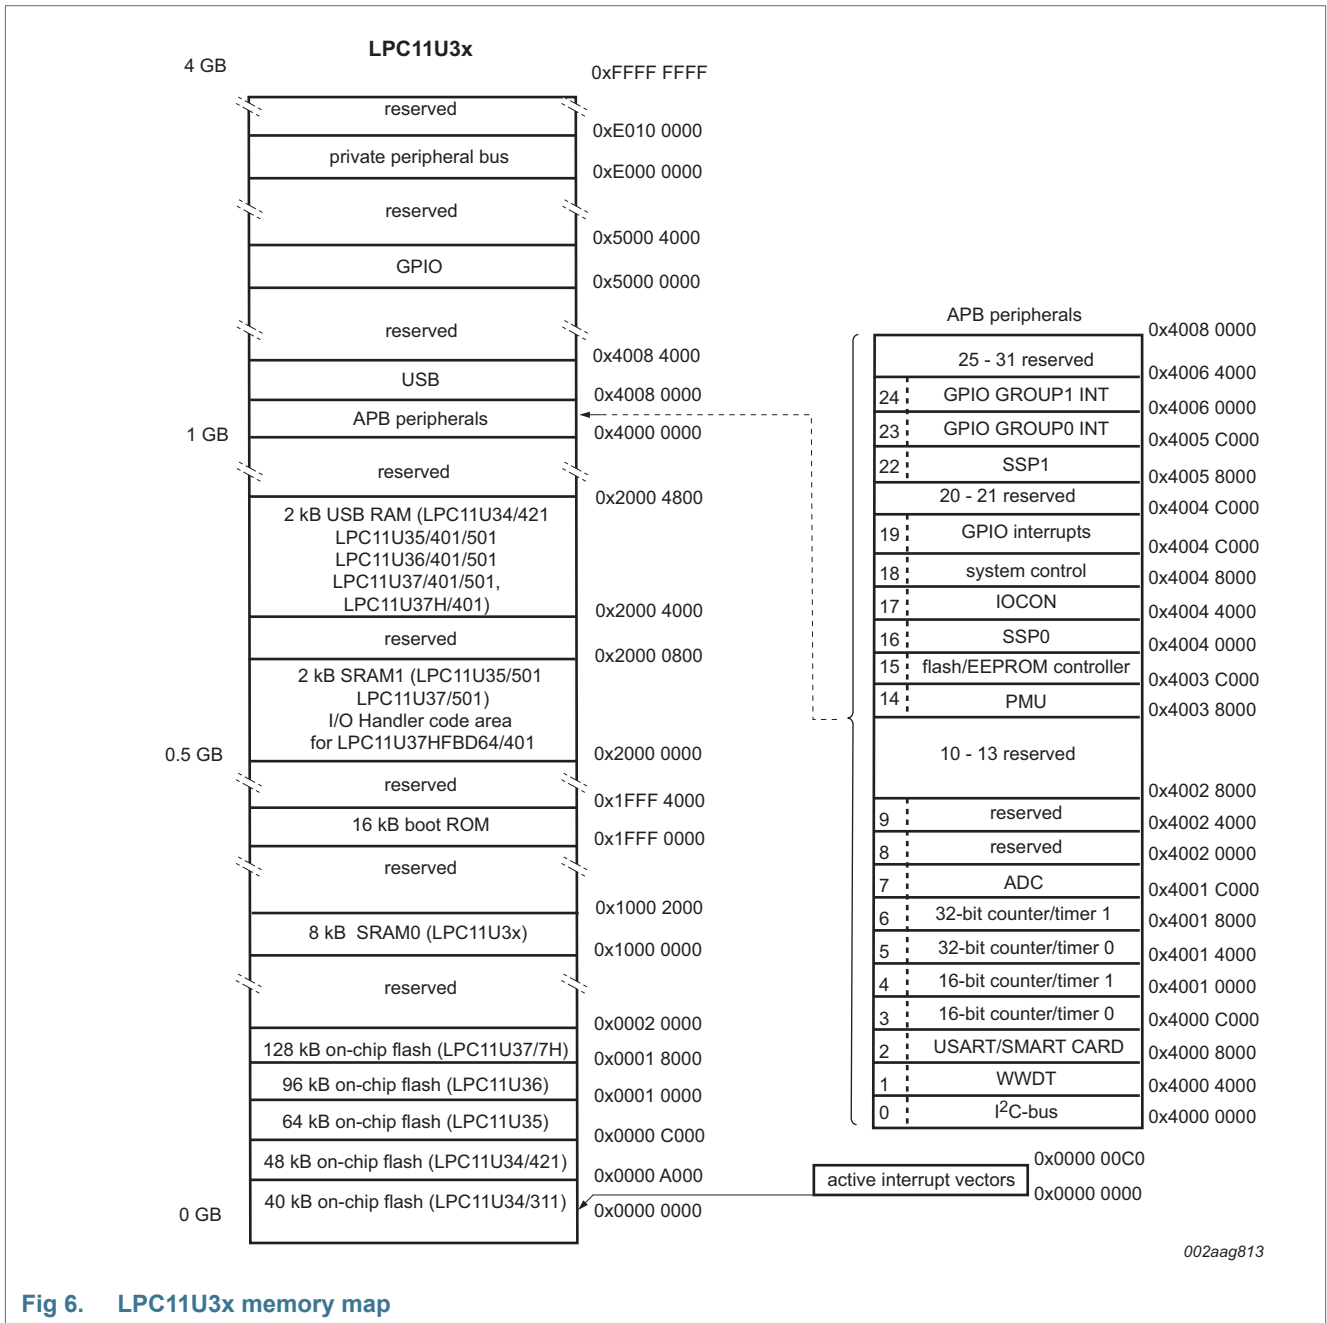 LPC11U3x
4 GB
0xFFFF FFFF
reserved
0xE010 0000
private peripheral bus
0xE000 0000
reserved
0x5000 4000
GPIO
0x5000 0000
reserved
0x4008 4000
USB
0x4008 0000
APB peripherals
1 GB
0x4000 0000
reserved
0x2000 4800
2 kB USB RAM (LPC11U34/421
LPC11U35/401/501
LPC11U36/401/501
LPC11U37/401/501,
LPC11U37H/401)
0x2000 4000
reserved
0x2000 0800
2 kB SRAM1 (LPC11U35/501
LPC11U37/501)
I/O Handler code area
for LPC11U37HFBD64/401
0.5 GB
0x2000 0000
reserved
0x1FFF 4000
16 kB boot ROM
0x1FFF 0000
reserved
0x1000 2000
8 kB SRAM0 (LPC11U3x)
0x1000 0000
reserved
0x0002 0000
128 kB on-chip flash (LPC11U37/7H)
0x0001 8000
96 kB on-chip flash (LPC11U36)
0x0001 0000
64 kB on-chip flash (LPC11U35)
0x0000 C000
48 kB on-chip flash (LPC11U34/421)
0x0000 A000
40 kB on-chip flash (LPC11U34/311)
0 GB
0x0000 0000
APB peripherals
0x4008 0000
25 - 31 reserved
0x4006 4000
24 GPIO GROUP1 INT
0x4006 0000
23 GPIO GROUP0 INT
0x4005 C000
22 SSP1
0x4005 8000
20 - 21 reserved
0x4004 C000
19 GPIO interrupts
0x4004 C000
18 system control
0x4004 8000
17 IOCON
0x4004 4000
16 SSP0
0x4004 0000
15 flash/EEPROM controller
0x4003 C000
14 PMU
0x4003 8000
10 - 13 reserved
0x4002 8000
9 reserved
0x4002 4000
8 reserved
0x4002 0000
7 ADC
0x4001 C000
6 32-bit counter/timer 1
0x4001 8000
5 32-bit counter/timer 0
0x4001 4000
4 16-bit counter/timer 1
0x4001 0000
3 16-bit counter/timer 0
0x4000 C000
2 USART/SMART CARD
0x4000 8000
1 WWDT
0x4000 4000
0 I2C-bus
0x4000 0000
0x0000 00C0
active interrupt vectors
0x0000 0000
002aag813
Fig 6. LPC11U3x memory map